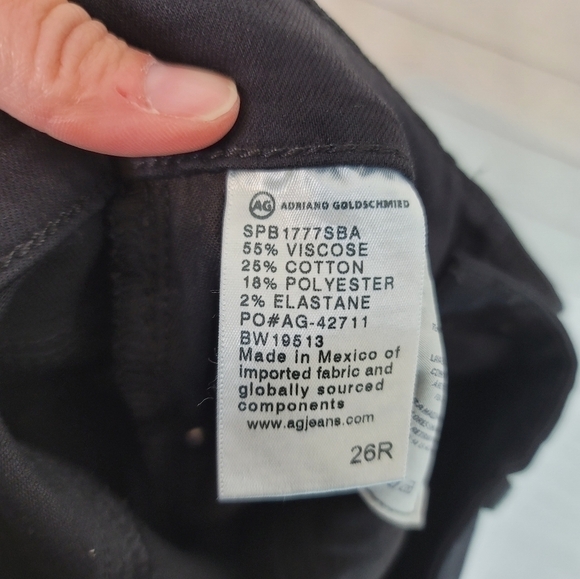 AG ADRIANO GOLDSCHMIED
SPB1777SBA
55% VISCOSE
25% COTTON
18% POLYESTER
2% ELASTANE
PO#AG-42711
BW19513
Made in Mexico of
imported fabric and
globally sourced
components
www.agjeans.com
26R